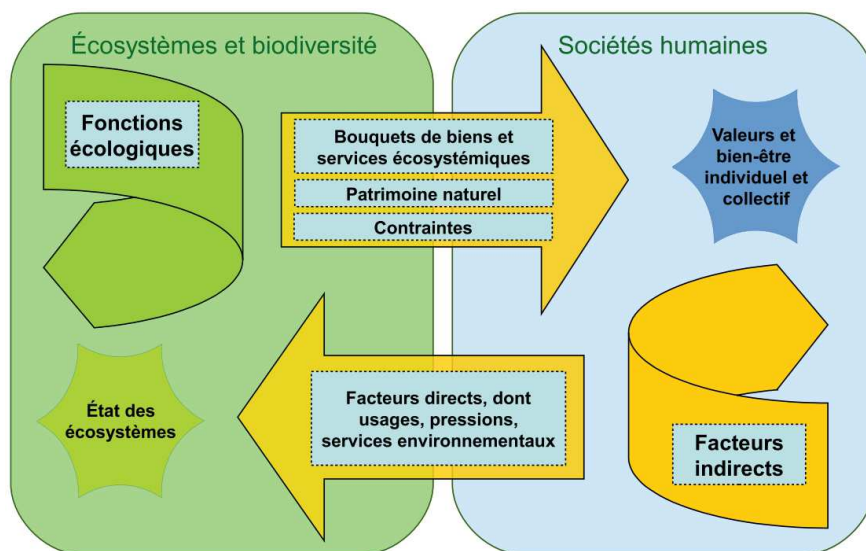 Écosystèmes et biodiversité
Sociétés humaines
Fonctions
écologiques
Bouquets de biens et
services écosystémiques
Patrimoine naturel
Contraintes
Valeurs et
bien-être
individuel et
collectif
État des
écosystèmes
Facteurs directs, dont
usages, pressions,
services environnementaux
Facteurs
indirects